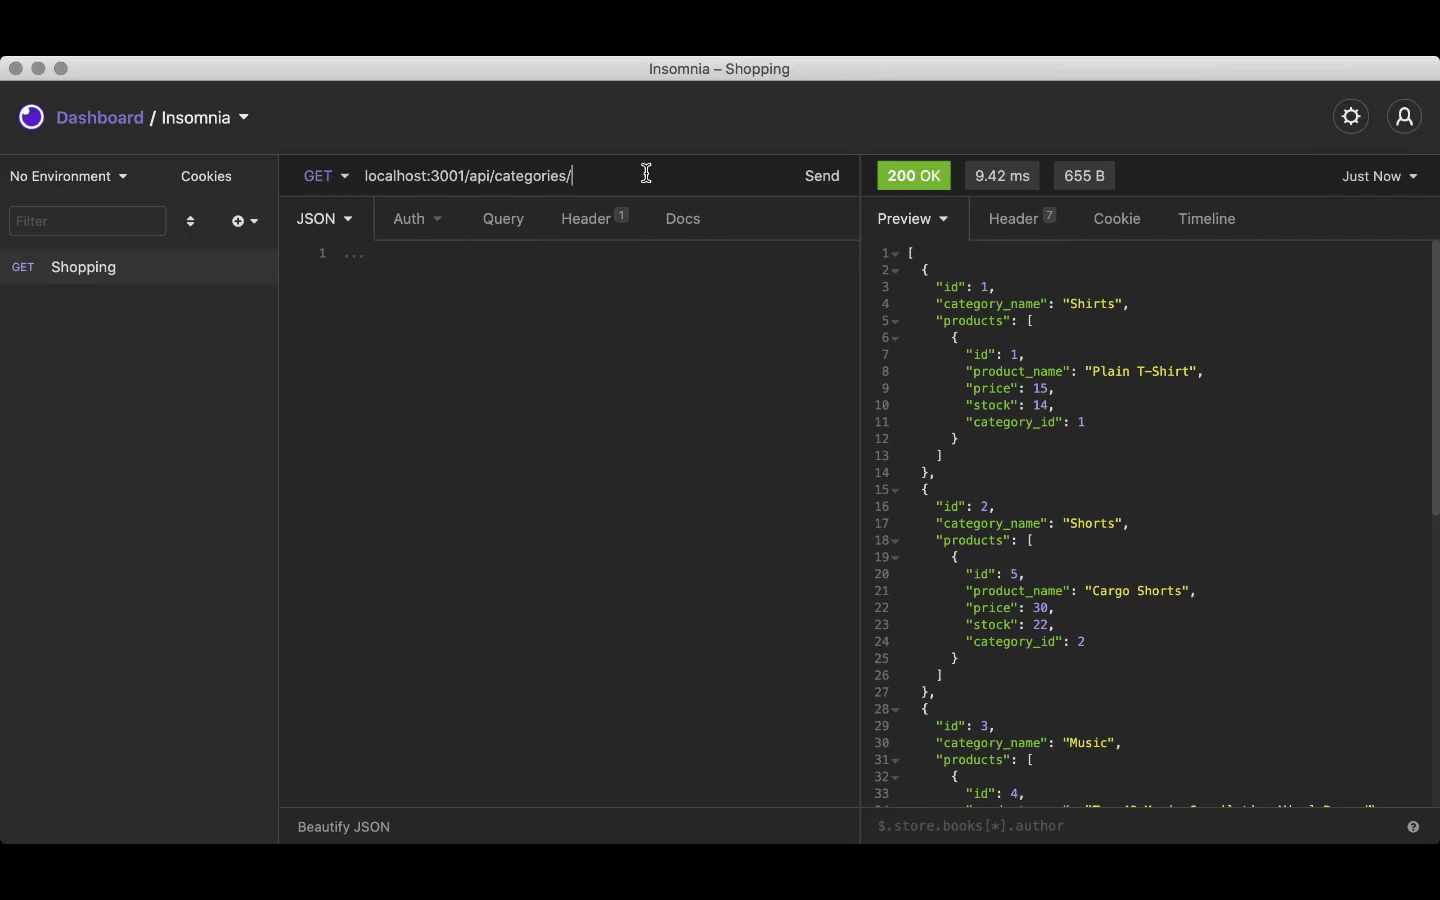 Insomnia – Shopping
Dashboard / Insomnia
No Environment Cookies
GET localhost:3001/api/categories/ Send
200 OK 9.42 ms 655 B Just Now
Filter
JSON Auth Query Header 1 Docs
Preview Header 7 Cookie Timeline
GET Shopping
1 ...
1 [
2 {
3 "id": 1,
4 "category_name": "Shirts",
5 "products": [
6 {
7 "id": 1,
8 "product_name": "Plain T-Shirt",
9 "price": 15,
10 "stock": 14,
11 "category_id": 1
12 }
13 ]
14 },
15 {
16 "id": 2,
17 "category_name": "Shorts",
18 "products": [
19 {
20 "id": 5,
21 "product_name": "Cargo Shorts",
22 "price": 30,
23 "stock": 22,
24 "category_id": 2
25 }
26 ]
27 },
28 {
29 "id": 3,
30 "category_name": "Music",
31 "products": [
32 {
33 "id": 4,
Beautify JSON
$.store.books[*].author